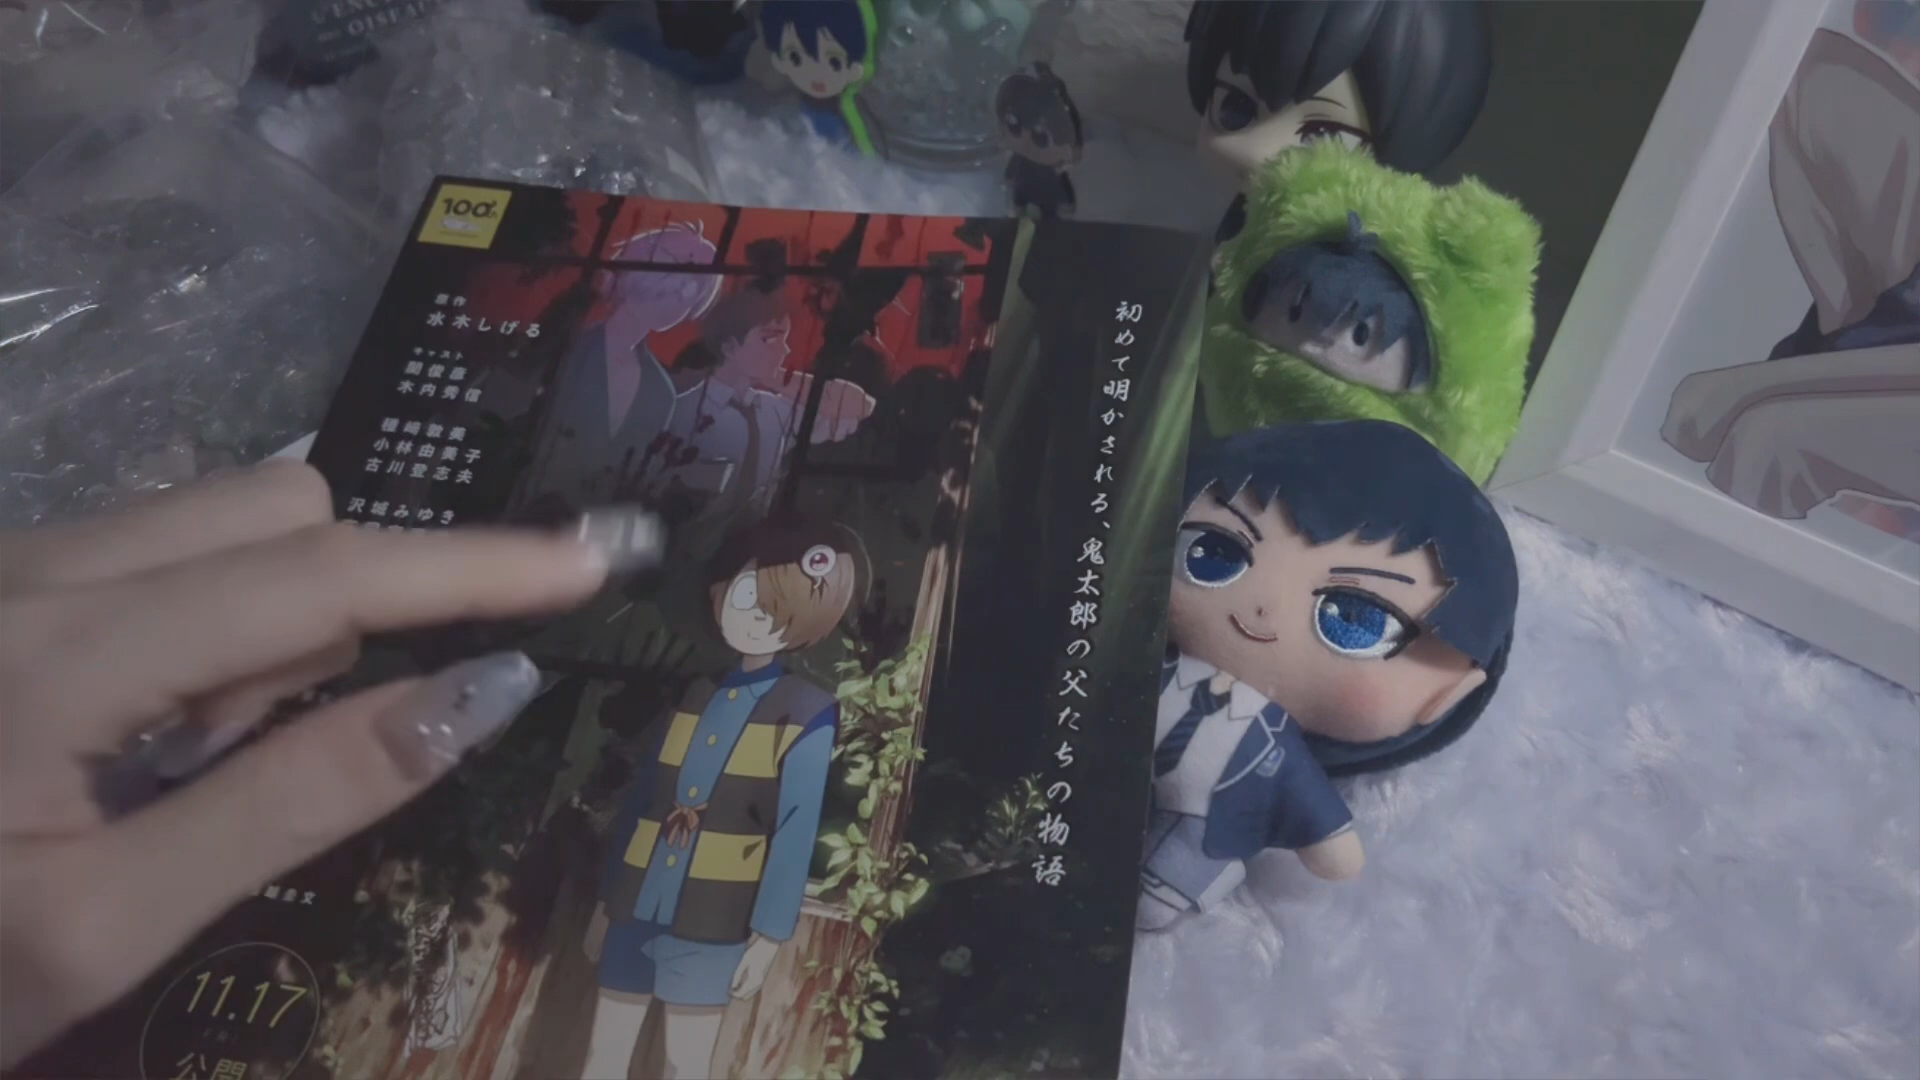 100th
原作
水木しげる
キャスト
関俊彦
木内秀信
種﨑敦美
小林由美子
古川登志夫
沢城みゆき
初めて明かされる、鬼太郎の父たちの物語
11.17
公開